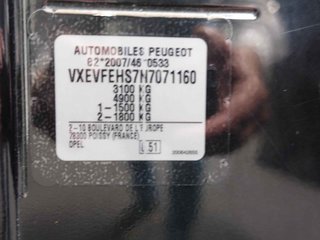 AUTOMOBILES PEUGEOT
e2*2007/46*0533
VXEVFEHS7N7071160
3100 KG
4900 KG
1-1500 KG
2-1800 KG
2-10 BOULEVARD DE L'EUROPE
78300 POISSY (FRANCE)
OPEL
L 51